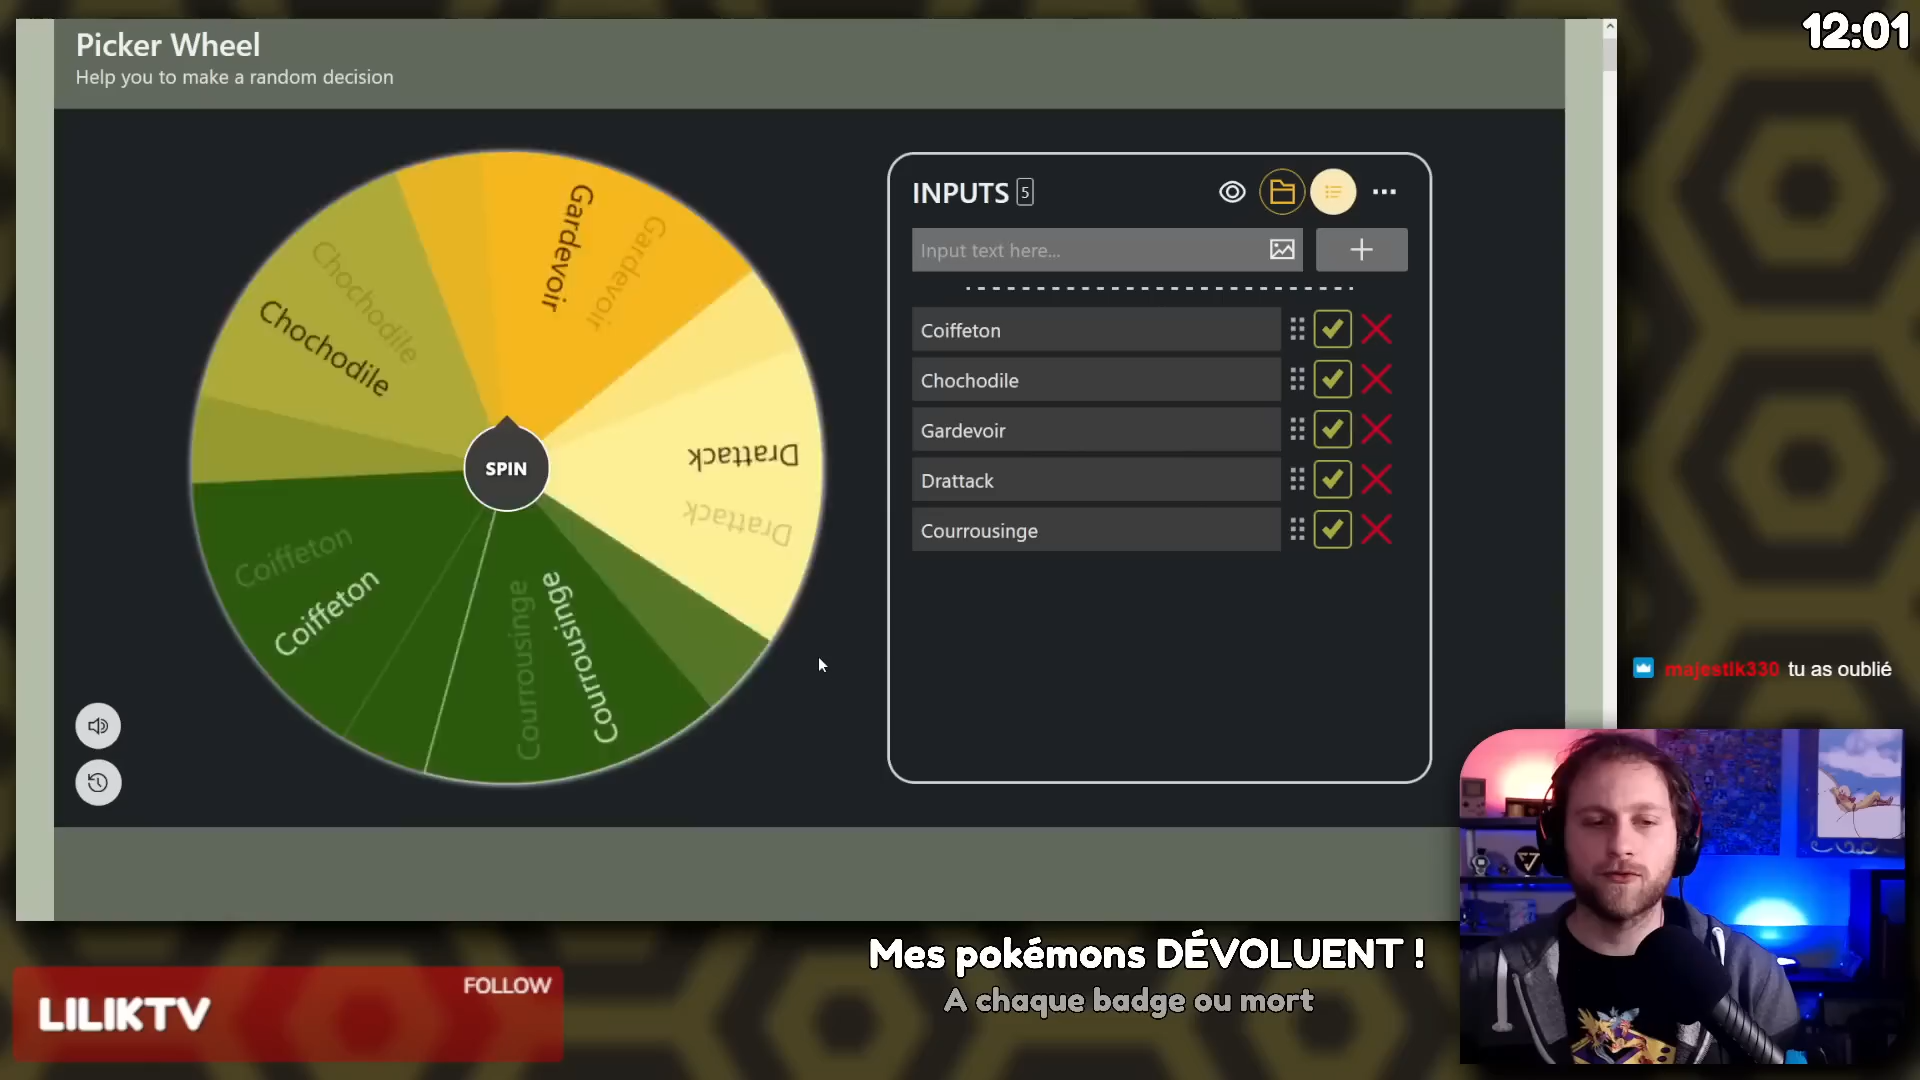 Picker Wheel
Help you to make a random decision
12:01
Gardevoir
Gardevoir
Chochodile
Chochodile
Drattack
Drattack
Coiffeton
Coiffeton
Courrousinge
Courrousinge
SPIN
INPUTS 5
Input text here...
Coiffeton
Chochodile
Gardevoir
Drattack
Courrousinge
majestik330 tu as oublié
Mes pokémons DÉVOLUENT !
A chaque badge ou mort
FOLLOW
LILIKTV